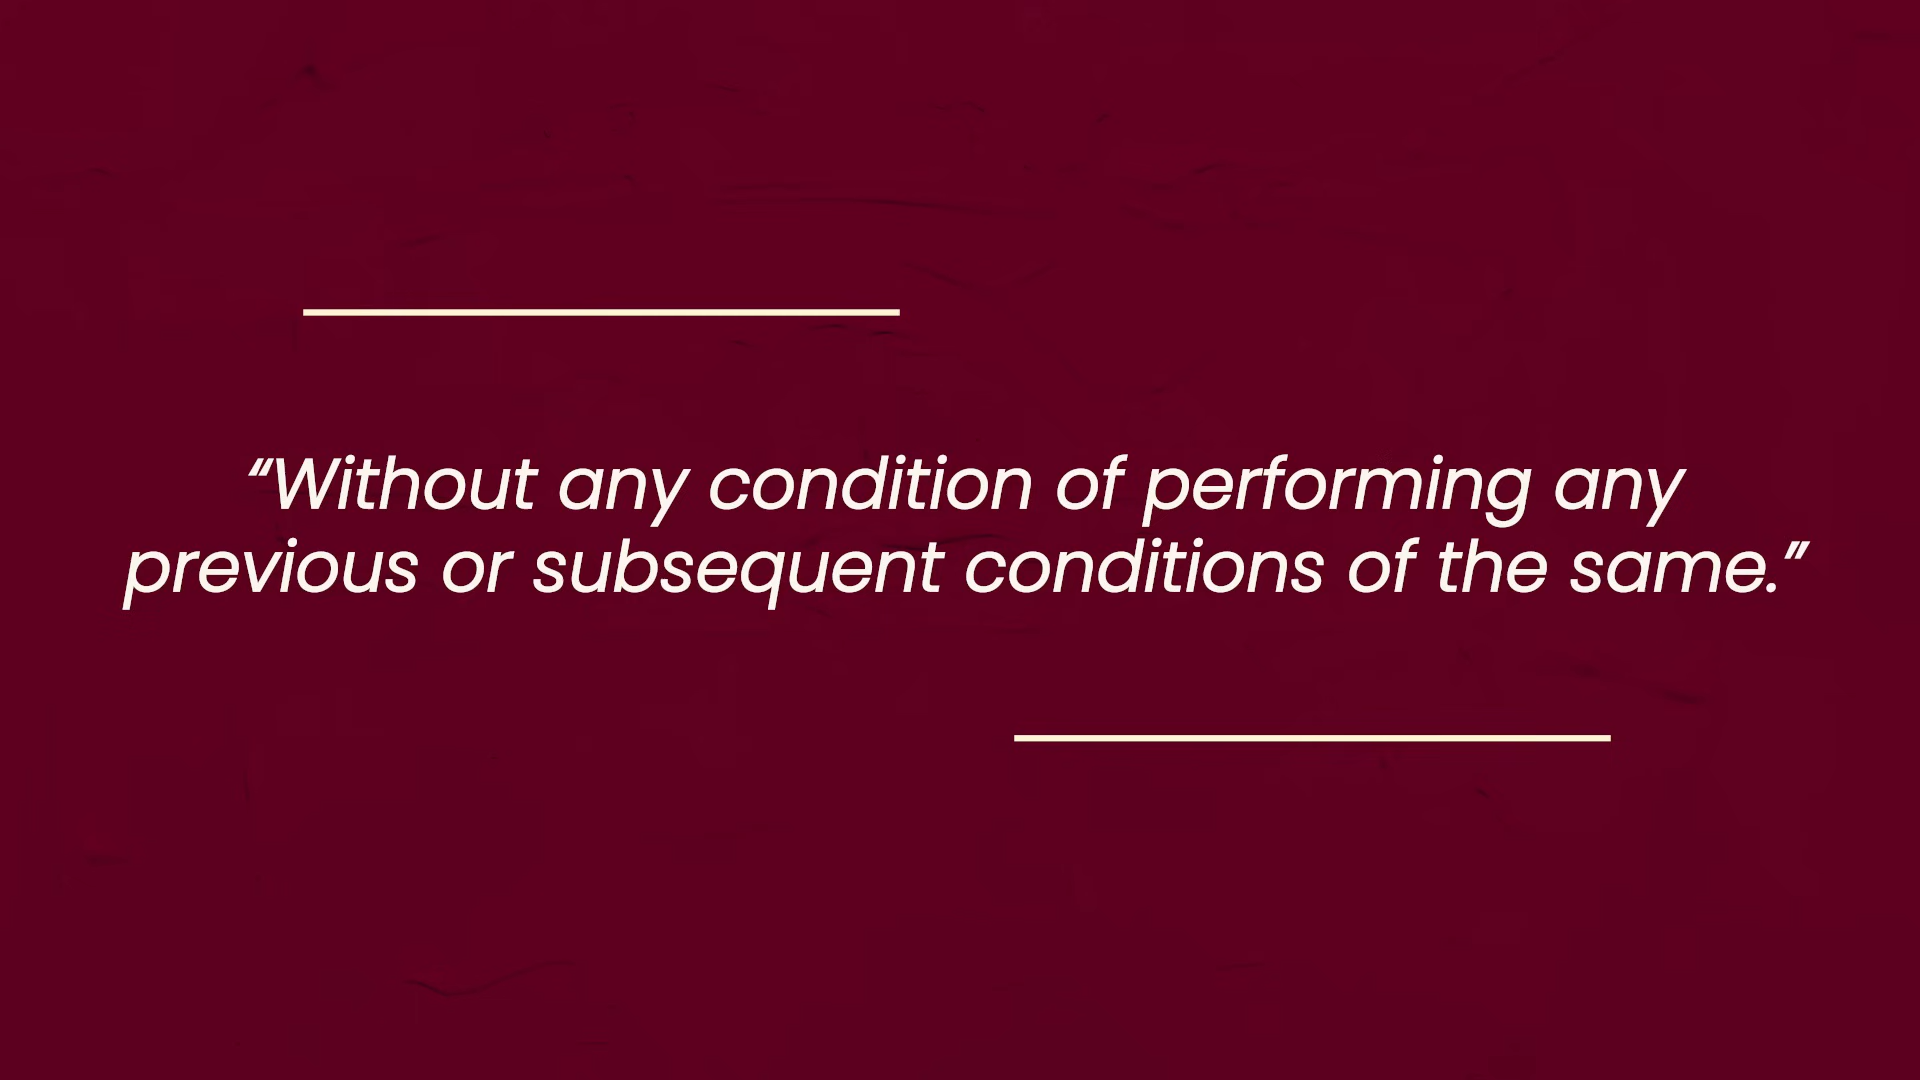 “Without any condition of performing any
previous or subsequent conditions of the same.”